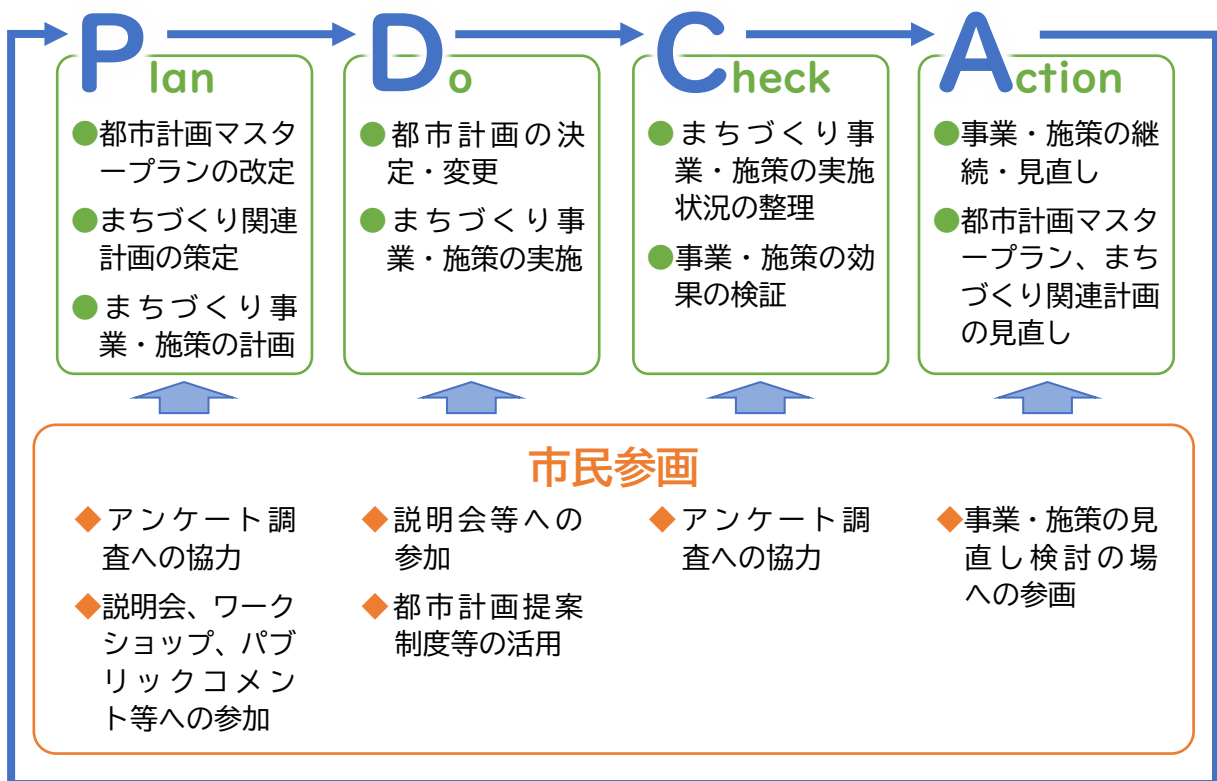 Plan
●都市計画マスタ
ープランの改定
●まちづくり関連
計画の策定
●まちづくり事
業・施策の計画
Do
●都市計画の決
定・変更
●まちづくり事
業・施策の実施
Check
●まちづくり事
業・施策の実施
状況の整理
●事業・施策の効
果の検証
Action
●事業・施策の継
続・見直し
●都市計画マスタ
ープラン、まち
づくり関連計画
の見直し
市民参画
◆アンケート調
査への協力
◆説明会、ワーク
ショップ、パブ
リックコメン
ト等への参加
◆説明会等への
参加
◆都市計画提案
制度等の活用
◆アンケート調
査への協力
◆事業・施策の見
直し検討の場
への参画